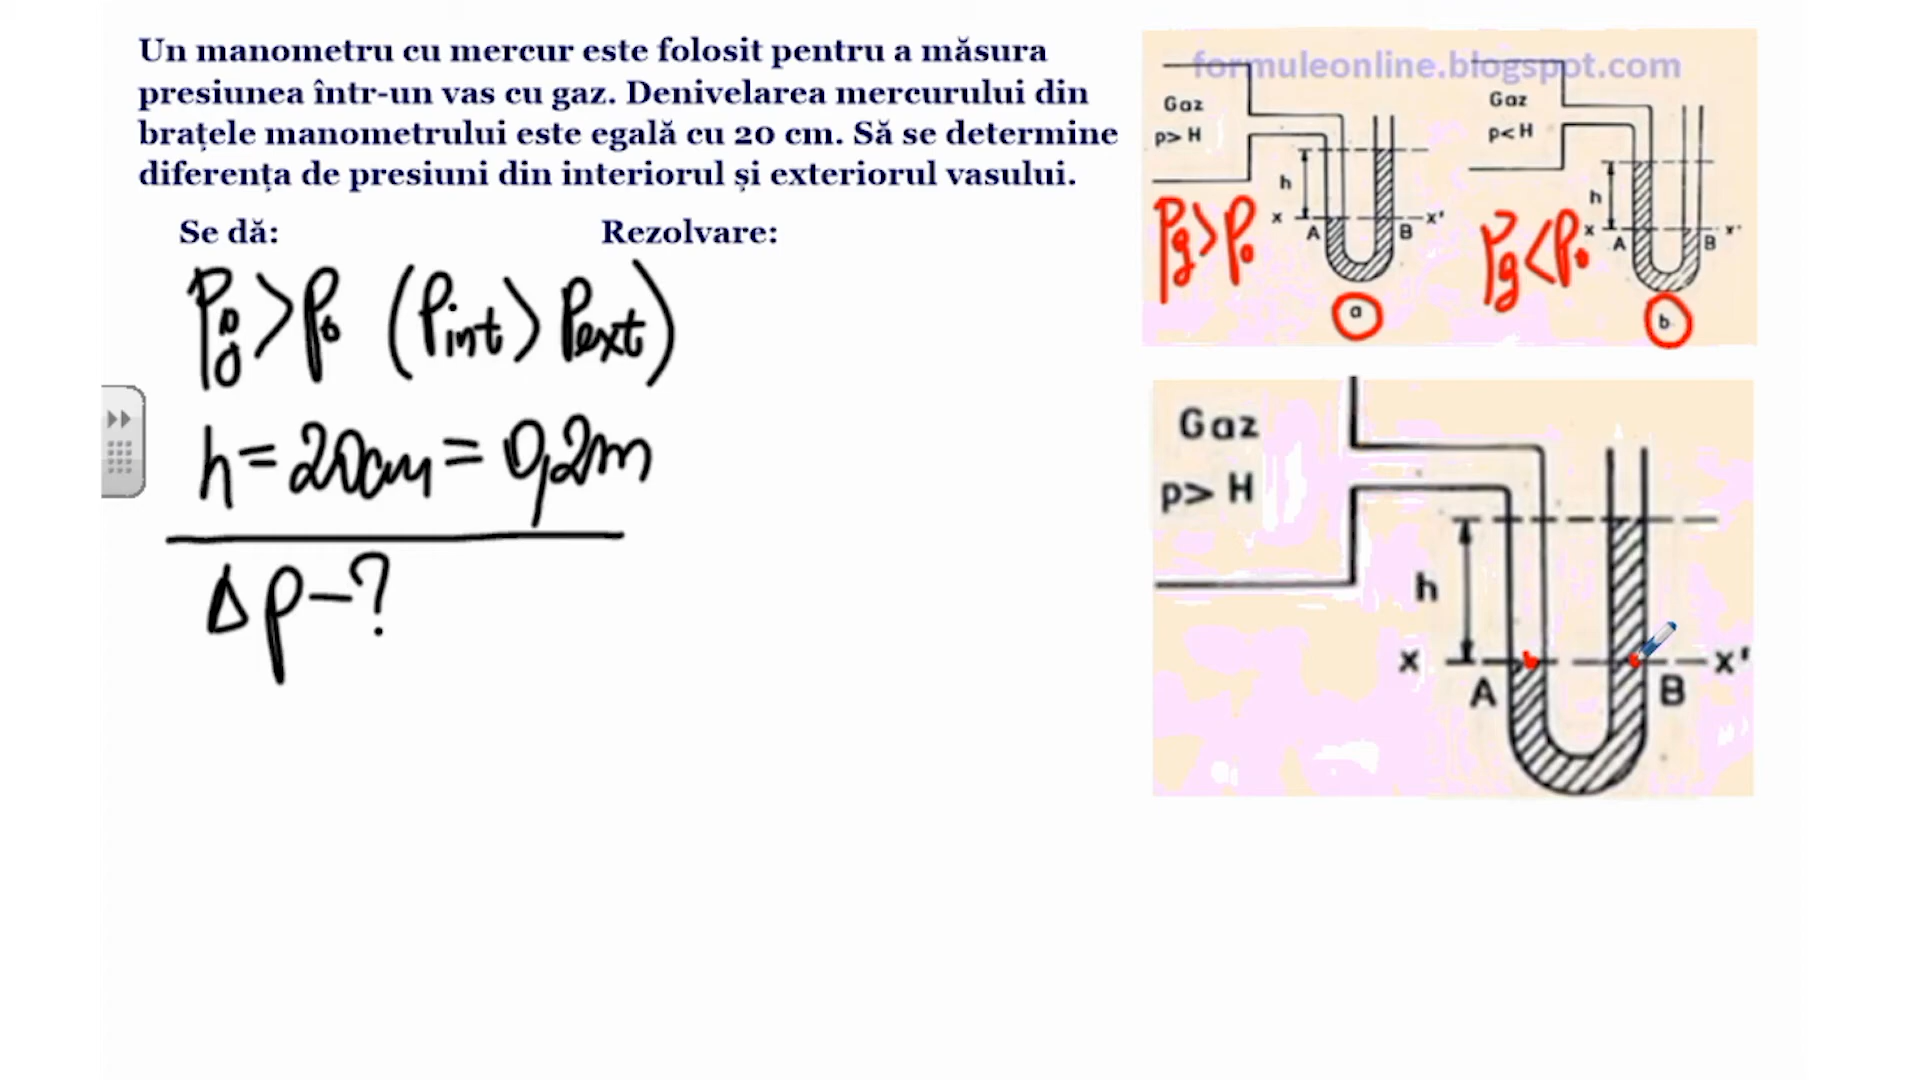 Un manometru cu mercur este folosit pentru a măsura
presiunea într-un vas cu gaz. Denivelarea mercurului din
brațele manometrului este egală cu 20 cm. Să se determine
diferența de presiuni din interiorul și exteriorul vasului.
Se dă:
Rezolvare:
Pg > P0 (Pint > Pext)
h = 20cm = 0,2m
Δp - ?
formuleonline.blogspot.com
Gaz
p> H
h
x
x'
A
B
Pg > P0
a
Gaz
p< H
h
x
x'
A
B
Pg < P0
b
Gaz
p> H
h
x
x'
A
B